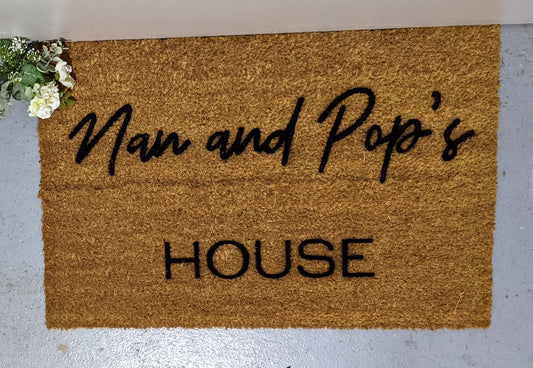 Nan and Pop's
HOUSE